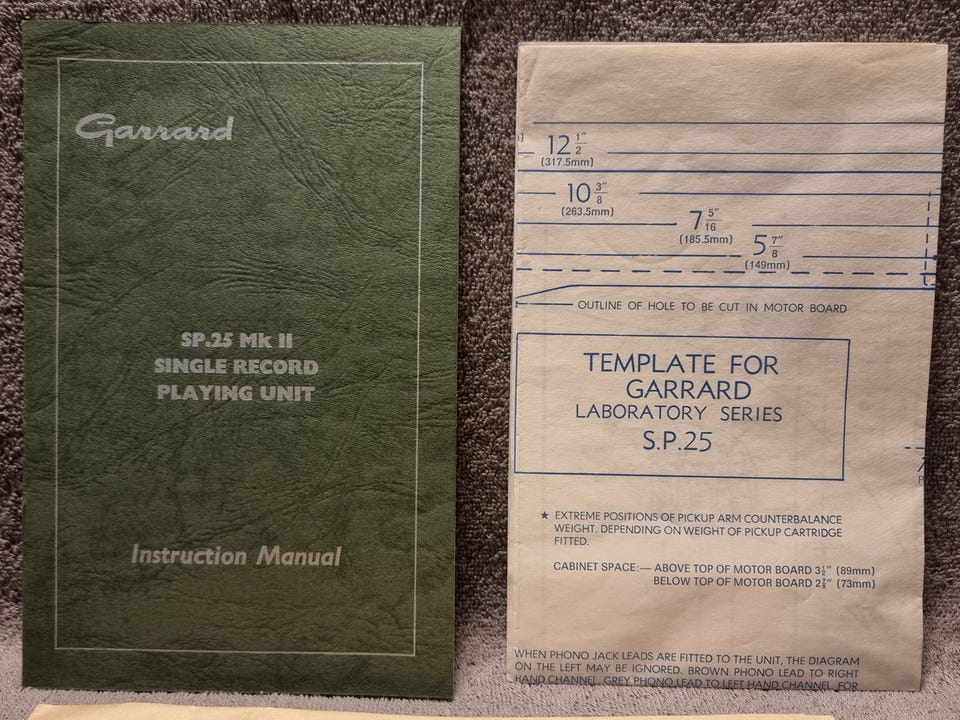 Garrard
SP.25 Mk II
SINGLE RECORD
PLAYING UNIT
Instruction Manual
12 1/2"
(317.5mm)
10 3/8"
(263.5mm)
7 5/16"
(185.5mm)
5 7/8"
(149mm)
OUTLINE OF HOLE TO BE CUT IN MOTOR BOARD
TEMPLATE FOR
GARRARD
LABORATORY SERIES
S.P.25
★ EXTREME POSITIONS OF PICKUP ARM COUNTERBALANCE
WEIGHT. DEPENDING ON WEIGHT OF PICKUP CARTRIDGE
FITTED.
CABINET SPACE:— ABOVE TOP OF MOTOR BOARD 3 1/2" (89mm)
BELOW TOP OF MOTOR BOARD 2 7/8" (73mm)
WHEN PHONO JACK LEADS ARE FITTED TO THE UNIT, THE DIAGRAM
ON THE LEFT MAY BE IGNORED. BROWN PHONO LEAD TO RIGHT
HAND CHANNEL, GREY PHONO LEAD TO LEFT HAND CHANNEL, FOR